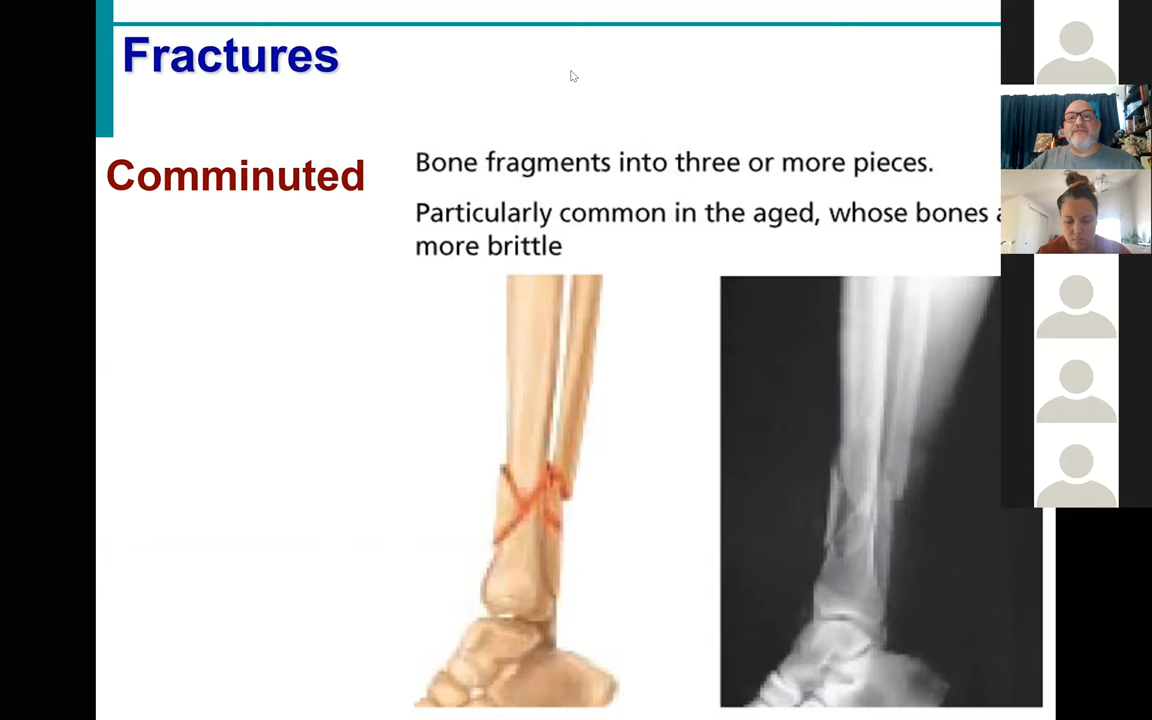 Fractures
Comminuted
Bone fragments into three or more pieces.
Particularly common in the aged, whose bones
more brittle